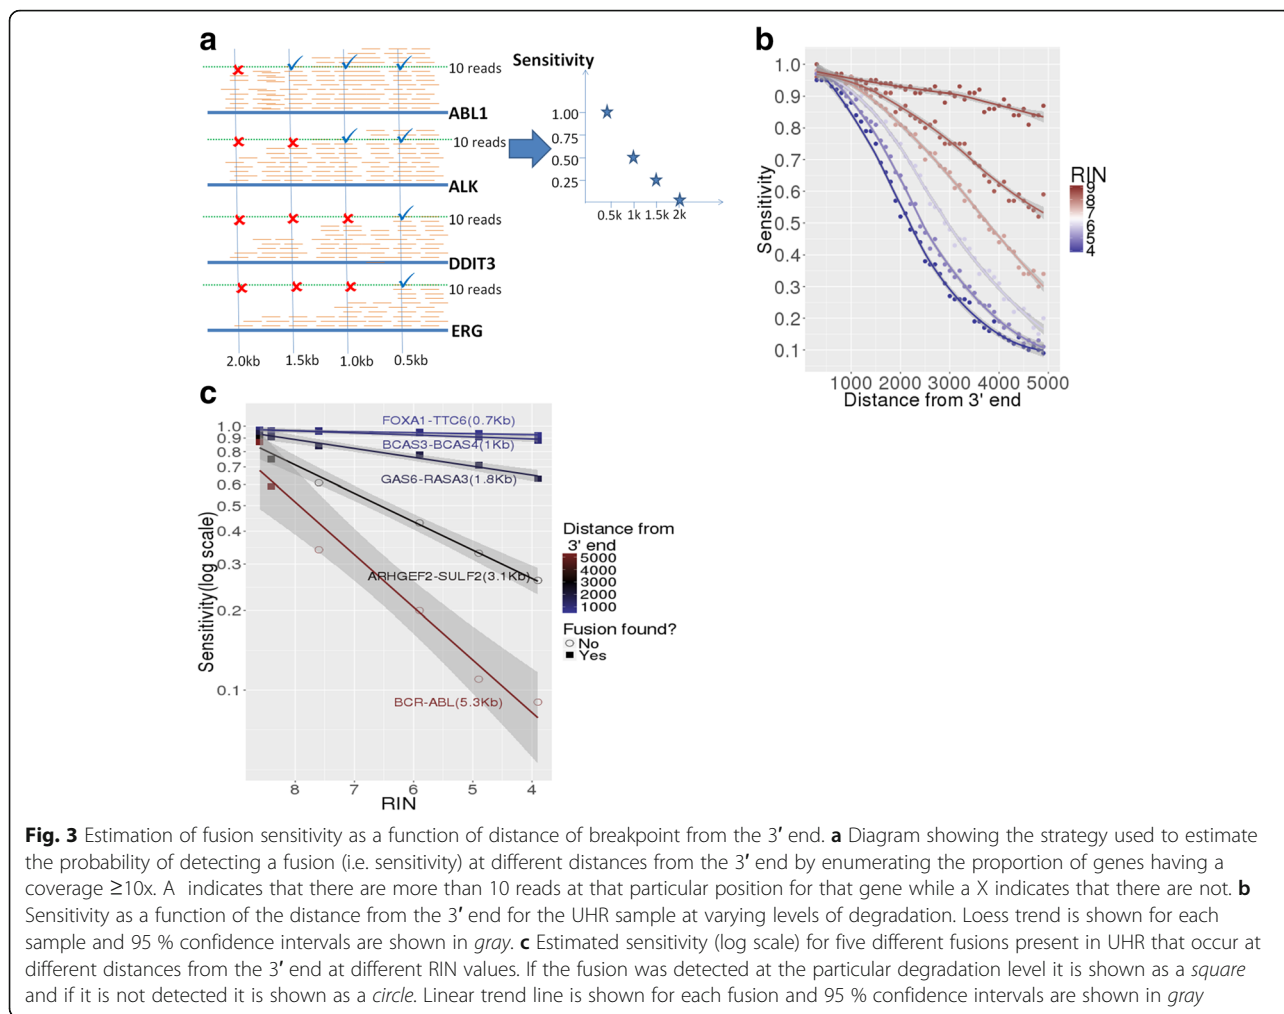 a
10 reads
ABL1
10 reads
ALK
10 reads
DDIT3
10 reads
ERG
2.0kb 1.5kb 1.0kb 0.5kb
Sensitivity
1.00
0.75
0.50
0.25
0.5k 1k 1.5k 2k
b
1.0
0.9
0.8
0.7
0.6
0.5
0.4
0.3
0.2
0.1
Sensitivity
1000 2000 3000 4000 5000
Distance from 3' end
RIN
9
8
7
6
5
4
c
1.0
0.9
0.8
0.7
0.6
0.5
0.4
0.3
0.2
0.1
Sensitivity(log scale)
FOXA1-TTC6(0.7Kb)
BCAS3-BCAS4(1Kb)
GAS6-RASA3(1.8Kb)
ARHGEF2-SULF2(3.1Kb)
BCR-ABL(5.3Kb)
8 7 6 5 4
RIN
Distance from
3' end
5000
4000
3000
2000
1000
Fusion found?
No
Yes
Fig. 3 Estimation of fusion sensitivity as a function of distance of breakpoint from the 3′ end. a Diagram showing the strategy used to estimate
the probability of detecting a fusion (i.e. sensitivity) at different distances from the 3′ end by enumerating the proportion of genes having a
coverage ≥10x. A indicates that there are more than 10 reads at that particular position for that gene while a X indicates that there are not. b
Sensitivity as a function of the distance from the 3′ end for the UHR sample at varying levels of degradation. Loess trend is shown for each
sample and 95 % confidence intervals are shown in gray. c Estimated sensitivity (log scale) for five different fusions present in UHR that occur at
different distances from the 3′ end at different RIN values. If the fusion was detected at the particular degradation level it is shown as a square
and if it is not detected it is shown as a circle. Linear trend line is shown for each fusion and 95 % confidence intervals are shown in gray